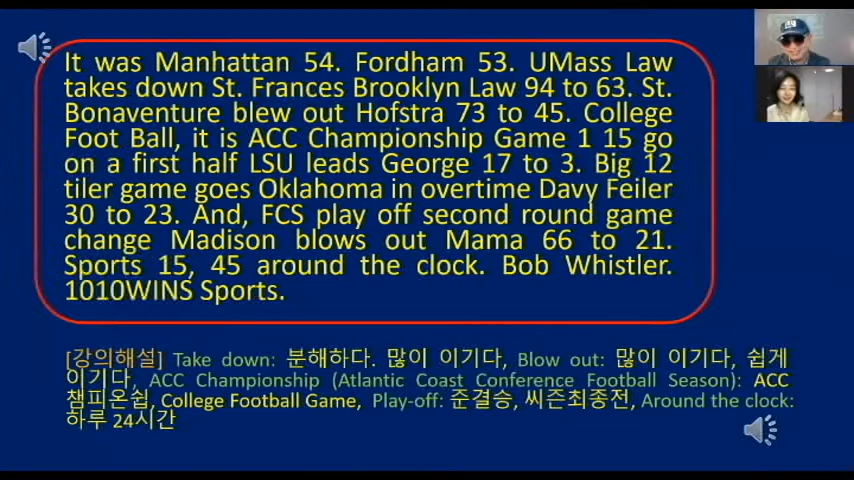 It was Manhattan 54. Fordham 53. UMass Law
takes down St. Frances Brooklyn Law 94 to 63. St.
Bonaventure blew out Hofstra 73 to 45. College
Foot Ball, it is ACC Championship Game 1 15 go
on a first half LSU leads George 17 to 3. Big 12
tiler game goes Oklahoma in overtime Davy Feiler
30 to 23. And, FCS play off second round game
change Madison blows out Mama 66 to 21.
Sports 15, 45 around the clock. Bob Whistler.
1010WINS Sports.
[강의해설] Take down: 분해하다. 많이 이기다, Blow out: 많이 이기다, 쉽게
이기다, ACC Championship (Atlantic Coast Conference Football Season): ACC
챔피온쉽, College Football Game, Play-off: 준결승, 씨즌최종전, Around the clock:
하루 24시간